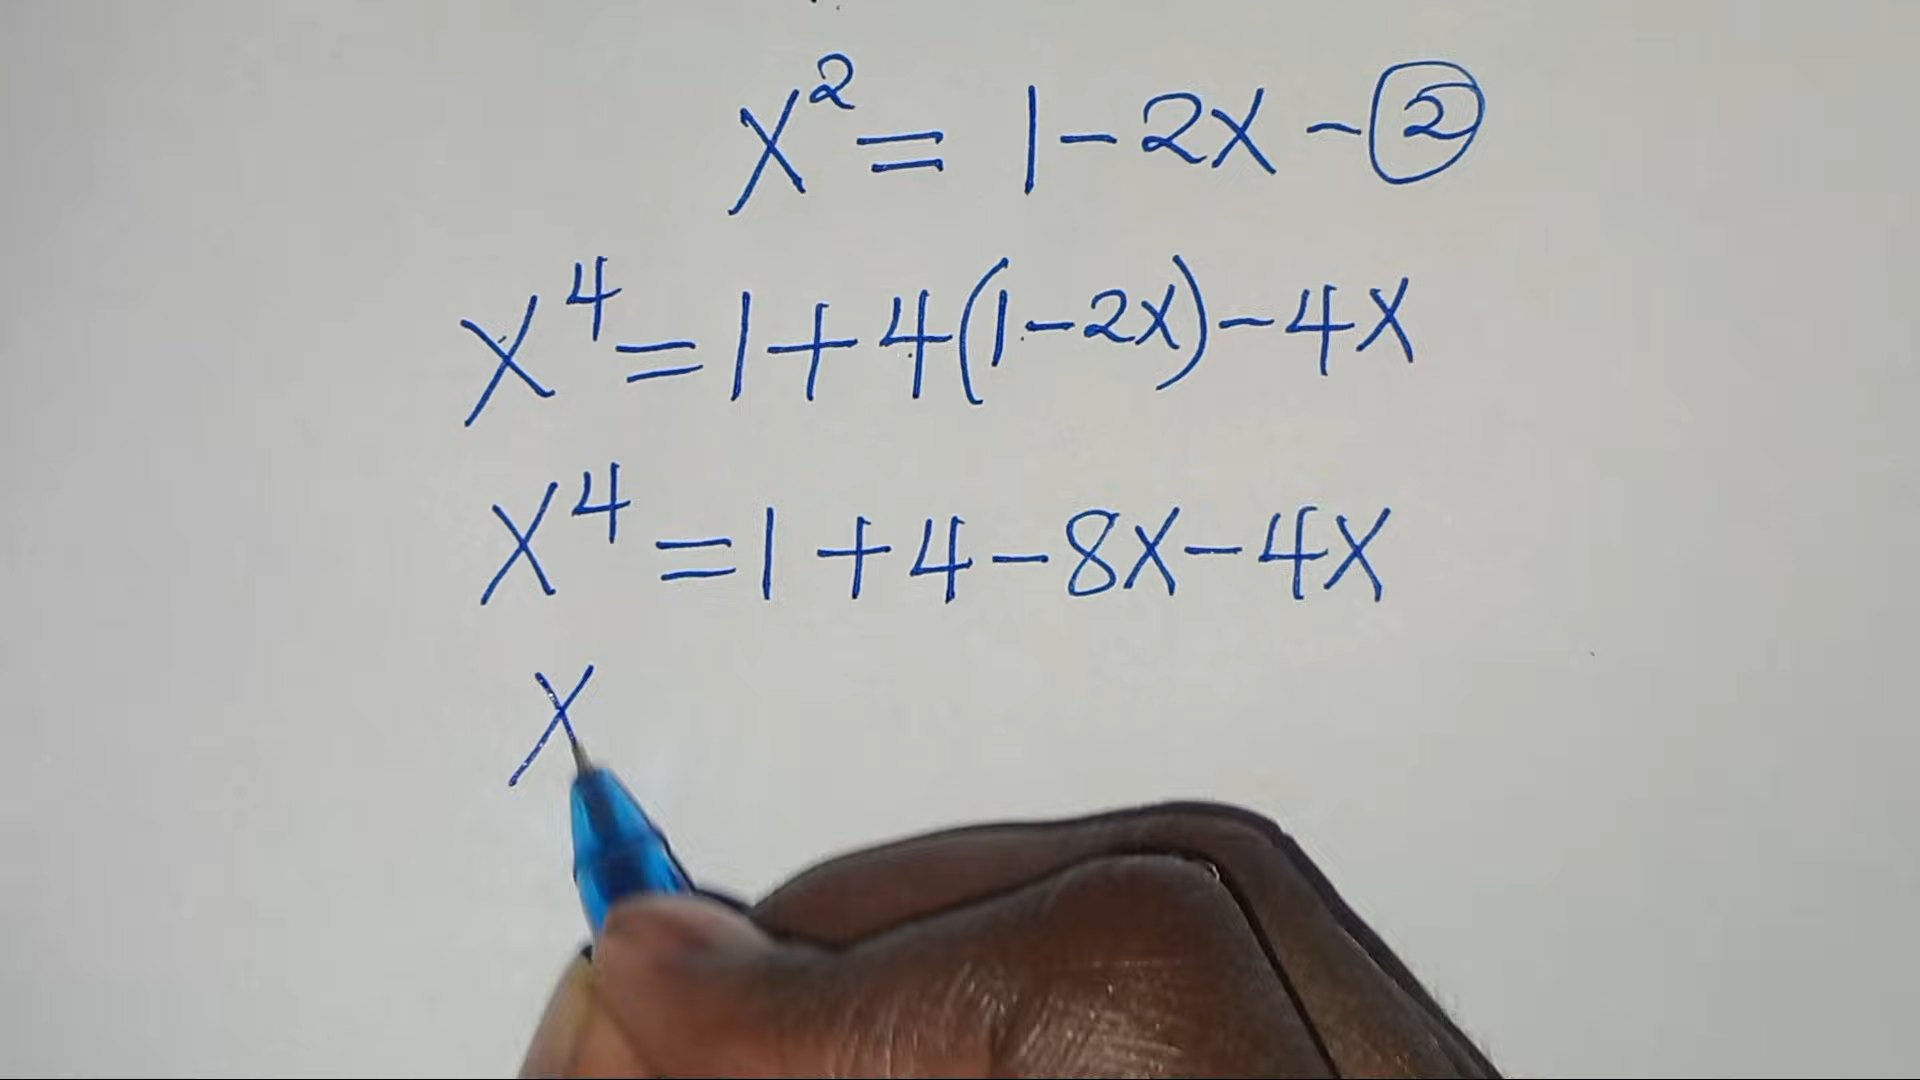 x² = 1 - 2x - ②
x⁴ = 1 + 4(1 - 2x) - 4x
x⁴ = 1 + 4 - 8x - 4x
x